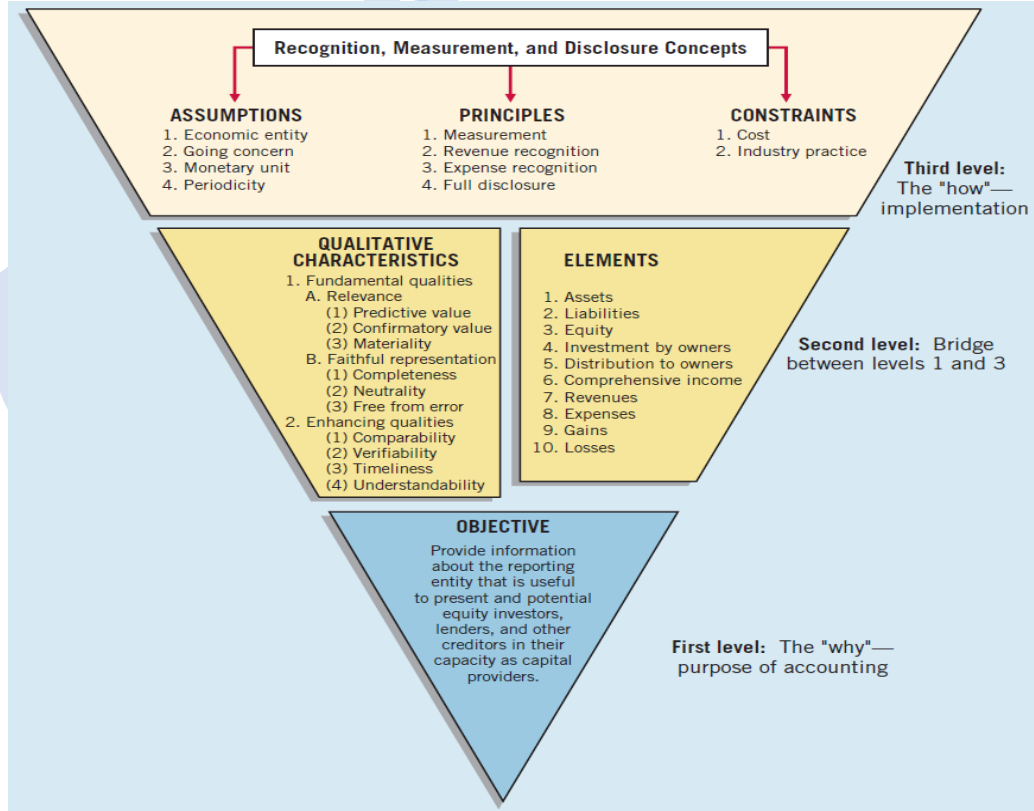 Recognition, Measurement, and Disclosure Concepts
ASSUMPTIONS
1. Economic entity
2. Going concern
3. Monetary unit
4. Periodicity
PRINCIPLES
1. Measurement
2. Revenue recognition
3. Expense recognition
4. Full disclosure
CONSTRAINTS
1. Cost
2. Industry practice
Third level:
The "how"—
implementation
QUALITATIVE
CHARACTERISTICS
1. Fundamental qualities
A. Relevance
(1) Predictive value
(2) Confirmatory value
(3) Materiality
B. Faithful representation
(1) Completeness
(2) Neutrality
(3) Free from error
2. Enhancing qualities
(1) Comparability
(2) Verifiability
(3) Timeliness
(4) Understandability
ELEMENTS
1. Assets
2. Liabilities
3. Equity
4. Investment by owners
5. Distribution to owners
6. Comprehensive income
7. Revenues
8. Expenses
9. Gains
10. Losses
Second level: Bridge
between levels 1 and 3
OBJECTIVE
Provide information
about the reporting
entity that is useful
to present and potential
equity investors,
lenders, and other
creditors in their
capacity as capital
providers.
First level: The "why"—
purpose of accounting